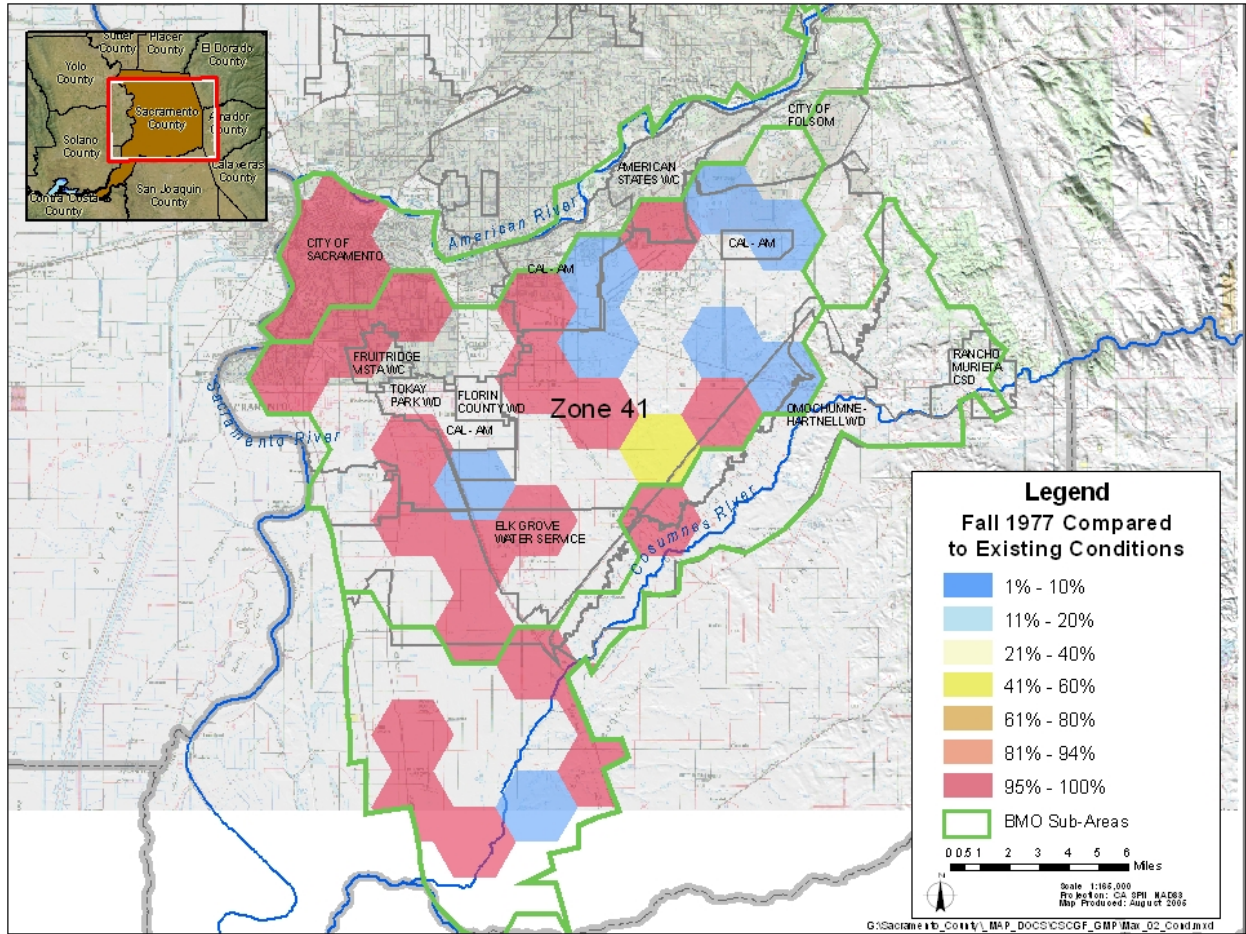 Sutter
County
Placer
County
El Dorado
County
Yolo
County
Sacramento
County
Amador
County
Solano
County
Calaveras
County
San Joaquin
County
Contra Costa
County
CITY OF
FOLSOM
AMERICAN
STATES WC
American River
CITY OF
SACRAMENTO
CAL - AM
CAL - AM
FRUITRIDGE
VISTA WC
RANCHO
MURIETA
CSD
TOKAY
PARK WD
FLORIN
COUNTY WD
Zone 41
OMOCHUMNE-
HARTNELL WD
CAL - AM
Sacramento River
ELK GROVE
WATER SERVICE
Cosumnes River
Legend
Fall 1977 Compared
to Existing Conditions
1% - 10%
11% - 20%
21% - 40%
41% - 60%
61% - 80%
81% - 94%
95% - 100%
BMO Sub-Areas
0 0.5 1 2 3 4 5 6
Miles
N
Scale 1:165,000
Projection: CA SPII NAD83
Map Produced: August 2005
G:\Sacramento_County\_MAP_DOCS\CSCGF_GMP\Max_02_Cond.mxd